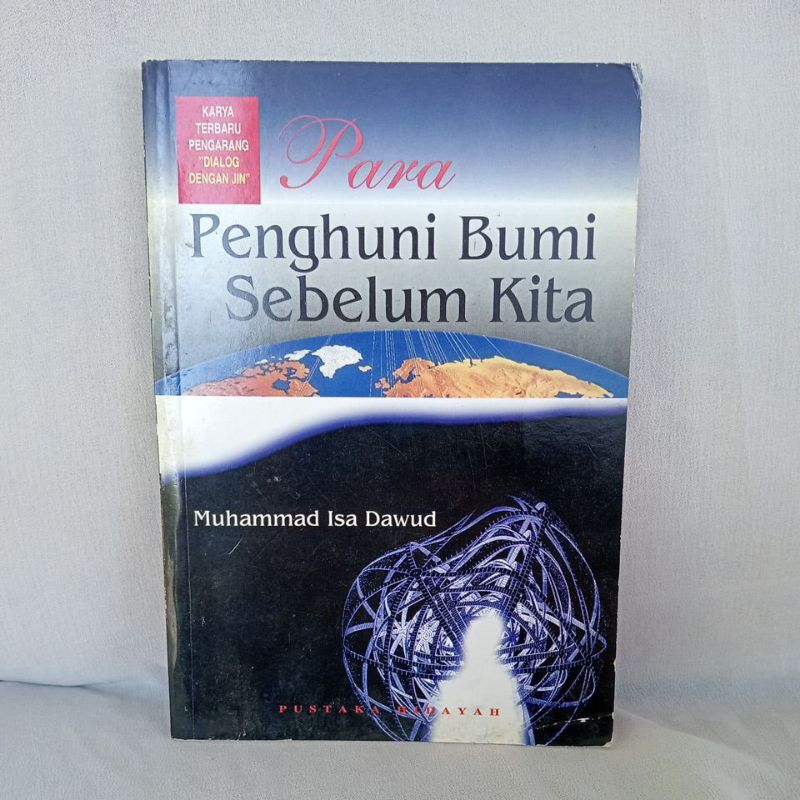 KARYA
TERBARU
PENGARANG
"DIALOG
DENGAN JIN"
Para
Penghuni Bumi
Sebelum Kita
Muhammad Isa Dawud
PUSTAKA HIDAYAH